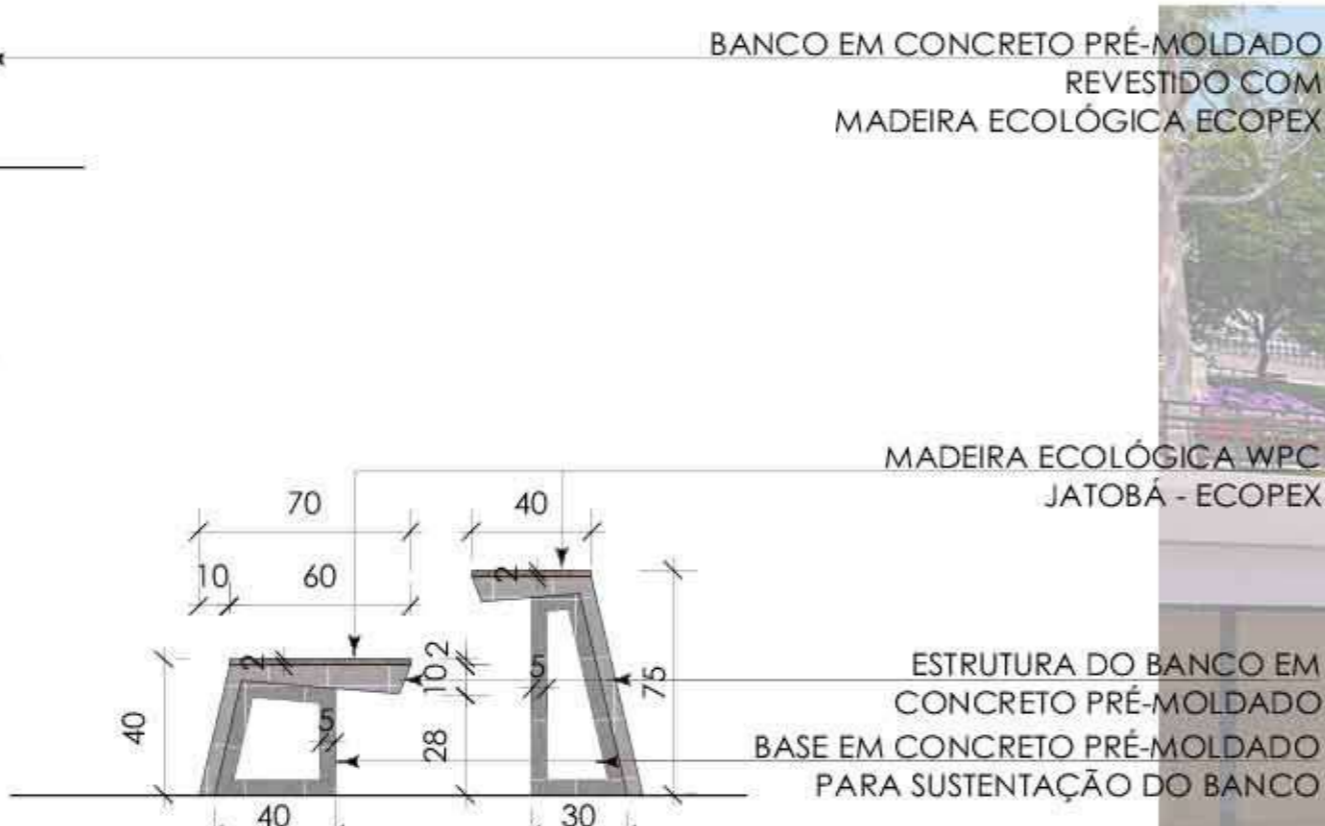 BANCO EM CONCRETO PRÉ-MOLDADO
REVESTIDO COM
MADEIRA ECOLÓGICA ECOPEX
MADEIRA ECOLÓGICA WPC
JATOBÁ - ECOPEX
70
40
10
60
2
2
2
10
5
75
ESTRUTURA DO BANCO EM
CONCRETO PRÉ-MOLDADO
40
5
28
BASE EM CONCRETO PRÉ-MOLDADO
PARA SUSTENTAÇÃO DO BANCO
40
30